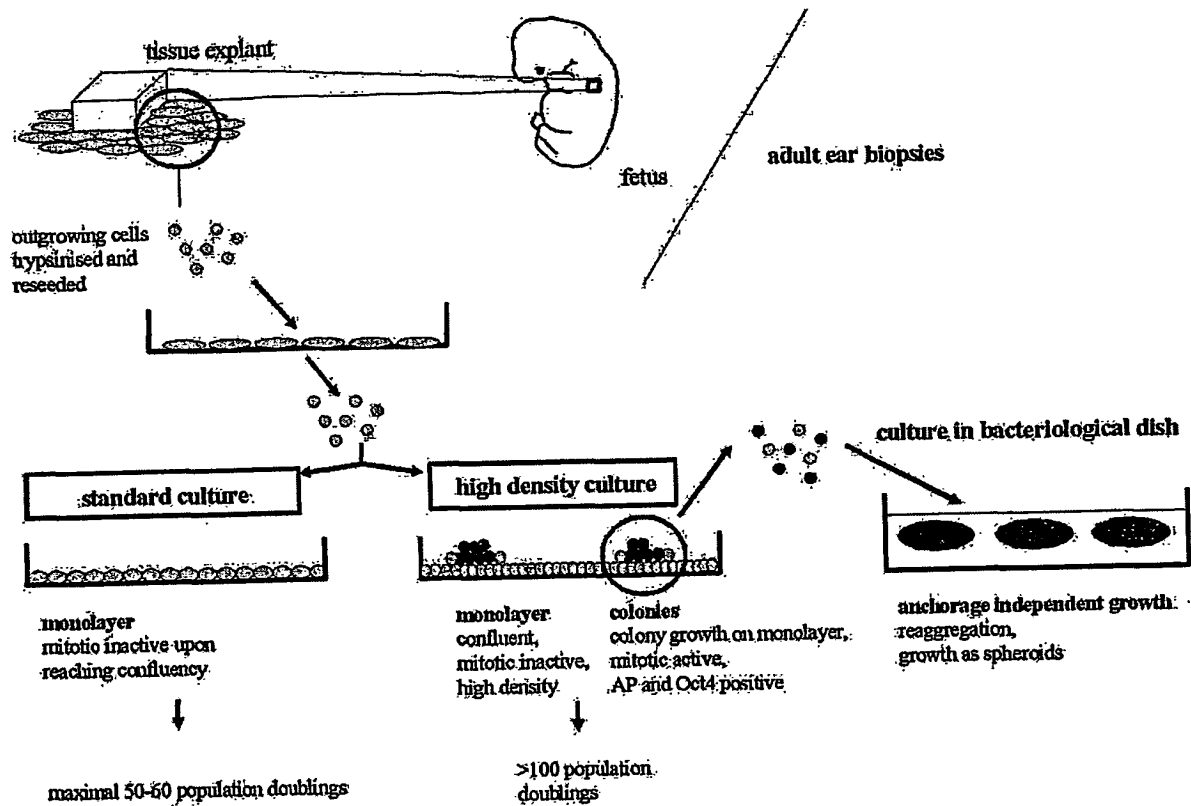 tissue explant
fetus
adult ear biopsies
outgrowing cells
trypsinised and
reseeded
culture in bacteriological dish
standard culture
high density culture
monolayer
mitotic inactive upon
reaching confluency
monolayer
confluent,
mitotic inactive,
high density
colonies
colony growth on monolayer,
mitotic active,
AP and Oct4 positive
anchorage independent growth
reaggregation,
growth as spheroids
maximal 50-60 population doublings
>100 population
doublings